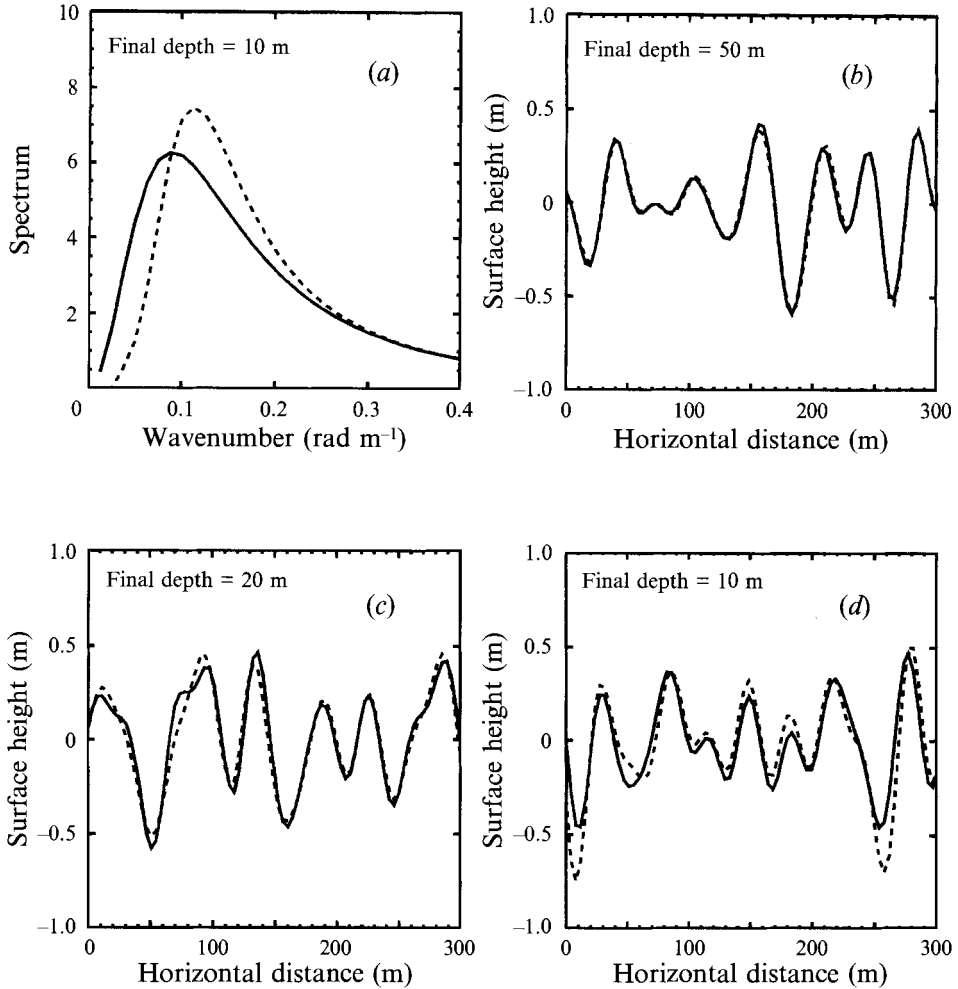 10
8
6
4
2
Spectrum
Final depth = 10 m
(a)
0
0.1
0.2
0.3
0.4
Wavenumber (rad m⁻¹)
1.0
0.5
0
−0.5
−1.0
Surface height (m)
Final depth = 50 m
(b)
0
100
200
300
Horizontal distance (m)
1.0
0.5
0
−0.5
−1.0
Surface height (m)
Final depth = 20 m
(c)
0
100
200
300
Horizontal distance (m)
1.0
0.5
0
−0.5
−1.0
Surface height (m)
Final depth = 10 m
(d)
0
100
200
300
Horizontal distance (m)